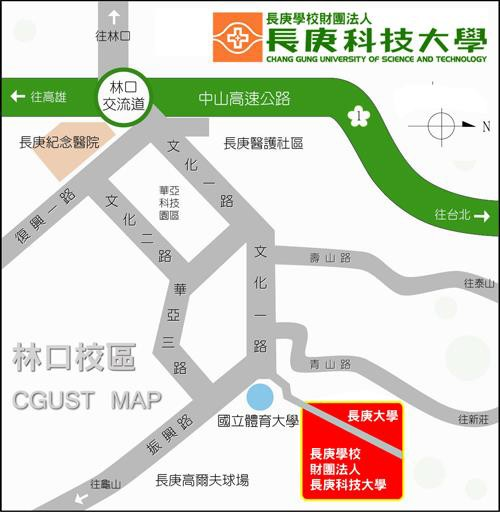 長庚學校財團法人
長庚科技大學
CHANG GUNG UNIVERSITY OF SCIENCE AND TECHNOLOGY
往林口
林口
交流道
往高雄
中山高速公路
1
N
往台北
長庚紀念醫院
長庚醫護社區
文化一路
華亞
科技
園區
復興一路
文化二路
文化一路
壽山路
往泰山
華亞三路
林口校區
CGUST MAP
青山路
往新莊
振興路
國立體育大學
長庚大學
長庚學校
財團法人
長庚科技大學
往龜山
長庚高爾夫球場